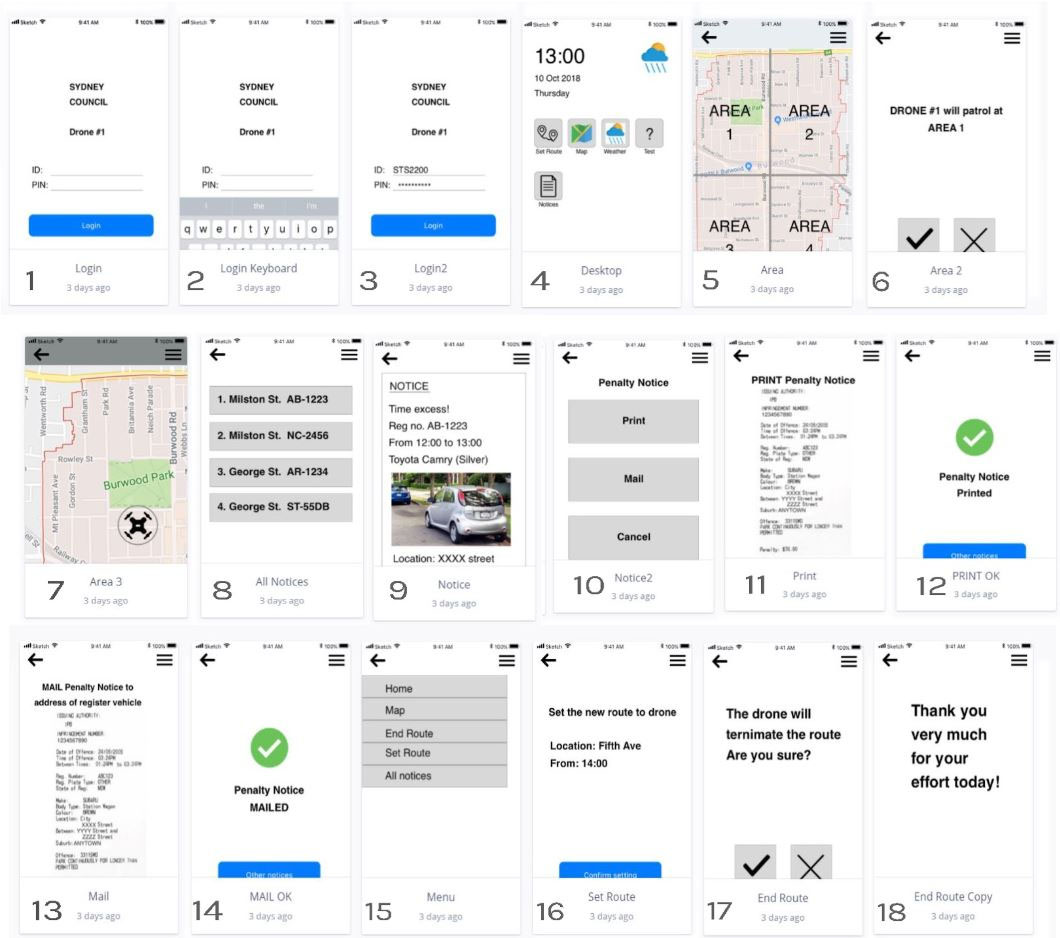 Sketch 9:41 AM 100%
SYDNEY
COUNCIL
Drone #1
ID:
PIN:
Login
1 Login
3 days ago
Sketch 9:41 AM 100%
SYDNEY
COUNCIL
Drone #1
ID:
PIN:
I the I'm
q w e r t y u i o p
2 Login Keyboard
3 days ago
Sketch 9:41 AM 100%
SYDNEY
COUNCIL
Drone #1
ID: STS2200
PIN: **********
Login
3 Login2
3 days ago
Sketch 9:41 AM 100%
13:00
10 Oct 2018
Thursday
Set Route Map Weather ? Test
Notices
4 Desktop
3 days ago
Sketch 9:41 AM 100%
AREA
1
AREA
2
Burwood Rd
Burwood
AREA
3
AREA
4
5 Area
3 days ago
Sketch 9:41 AM 100%
DRONE #1 will patrol at
AREA 1
6 Area 2
3 days ago
Sketch 9:41 AM 100%
Wentworth Rd
Grantham St
Park Rd
Britannia Ave
Neich Parade
Burwood Rd
Webbs Ln
Rowley St
Burwood Park
Mt Pleasant Ave
Gordon St
Railway
7 Area 3
3 days ago
Sketch 9:41 AM 100%
1. Milston St. AB-1223
2. Milston St. NC-2456
3. George St. AR-1234
4. George St. ST-55DB
8 All Notices
3 days ago
Sketch 9:41 AM 100%
NOTICE
Time excess!
Reg no. AB-1223
From 12:00 to 13:00
Toyota Camry (Silver)
Location: XXXX street
9 Notice
3 days ago
Sketch 9:41 AM 100%
Penalty Notice
Print
Mail
Cancel
10 Notice2
3 days ago
Sketch 9:41 AM 100%
PRINT Penalty Notice
ISSUING AUTHORITY:
IPB
INFRINGEMENT NUMBER:
1234567890
Date of Offence: 24/05/2005
Time of Offence: 03:26PM
Between Times: 01:26PM to 03:26PM
Reg. Number: ABC123
Reg. Plate Type: OTHER
State of Reg: NSW
Make: SUBARU
Body Type: Station Wagon
Colour: BROWN
Location: City
XXXX Street
Between: YYYY Street and
ZZZZ Street
Suburb: ANYTOWN
PARK CONTINUOUSLY FOR LONGER THAN
PERMITTED
11 Print
3 days ago
Sketch 9:41 AM 100%
Penalty Notice
Printed
Other notices
12 PRINT OK
3 days ago
Sketch 9:41 AM 100%
MAIL Penalty Notice to
address of register vehicle
ISSUING AUTHORITY:
IPB
INFRINGEMENT NUMBER:
1234567890
Date of Offence: 24/05/2005
Time of Offence: 03:26PM
Between Times: 01:26PM to 03:26PM
Reg. Number: ABC123
Reg. Plate Type: OTHER
State of Reg: NSW
Make: SUBARU
Body Type: Station Wagon
Colour: BROWN
Location: City
XXXX Street
Between: YYYY Street and
ZZZZ Street
Suburb: ANYTOWN
PARK CONTINUOUSLY FOR LONGER THAN
PERMITTED
13 Mail
3 days ago
Sketch 9:41 AM 100%
Penalty Notice
MAILED
Other notices
14 MAIL OK
3 days ago
Sketch 9:41 AM 100%
Home
Map
End Route
Set Route
All notices
15 Menu
3 days ago
Sketch 9:41 AM 100%
Set the new route to drone
Location: Fifth Ave
From: 14:00
Confirm setting
16 Set Route
3 days ago
Sketch 9:41 AM 100%
The drone will
ternimate the route
Are you sure?
17 End Route
3 days ago
Sketch 9:41 AM 100%
Thank you
very much
for your
effort today!
18 End Route Copy
3 days ago